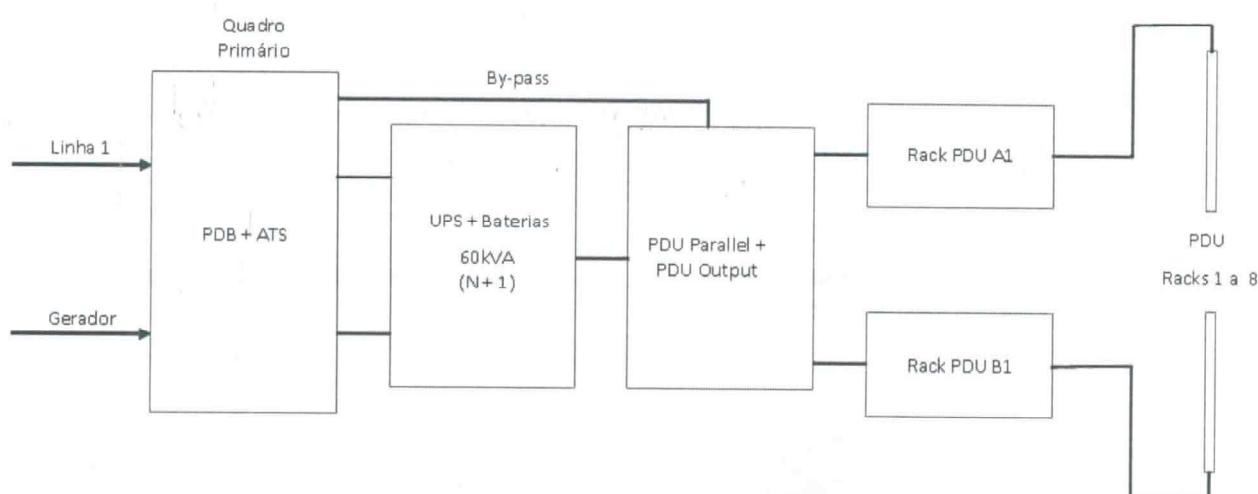 Quadro
Primário
By-pass
Linha 1
Rack PDU A1
UPS + Baterias
PDB + ATS
60kVA
(N + 1)
PDU Parallel +
PDU Output
PDU
Racks 1 a 8
Gerador
Rack PDU B1